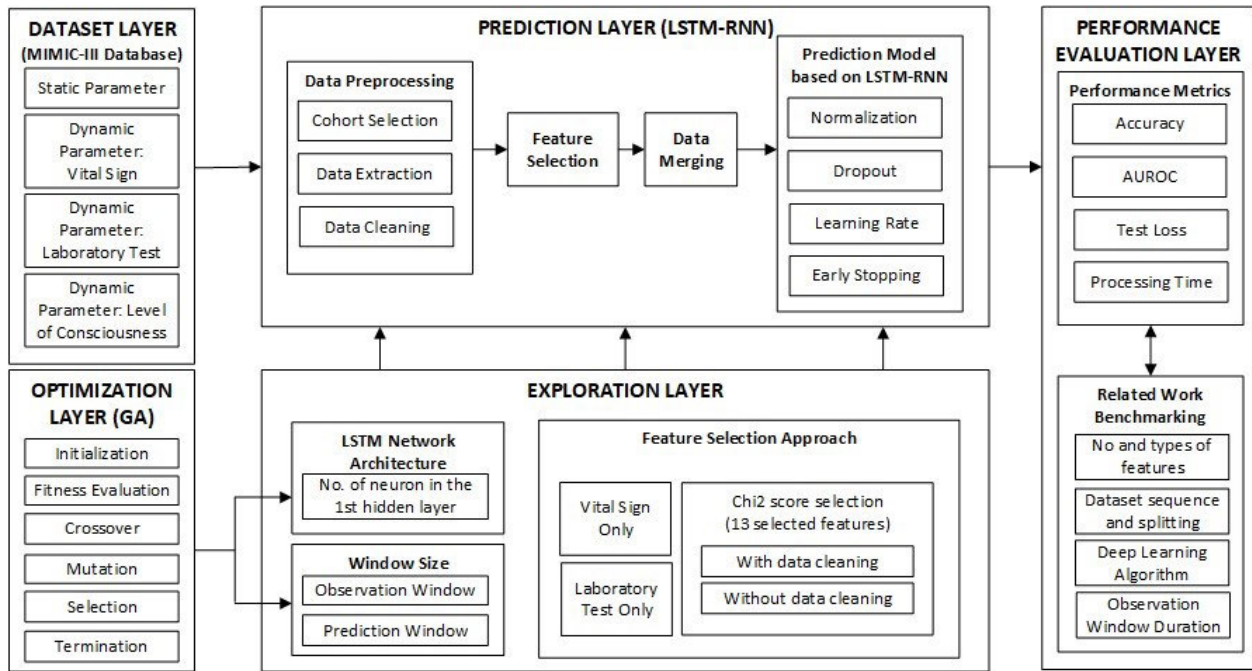 DATASET LAYER
(MIMIC-III Database)
Static Parameter
Dynamic
Parameter:
Vital Sign
Dynamic
Parameter:
Laboratory Test
Dynamic
Parameter: Level
of Consciousness
PREDICTION LAYER (LSTM-RNN)
Data Preprocessing
Cohort Selection
Data Extraction
Data Cleaning
Feature
Selection
Data
Merging
Prediction Model
based on LSTM-RNN
Normalization
Dropout
Learning Rate
Early Stopping
PERFORMANCE
EVALUATION LAYER
Performance Metrics
Accuracy
AUROC
Test Loss
Processing Time
OPTIMIZATION
LAYER (GA)
Initialization
Fitness Evaluation
Crossover
Mutation
Selection
Termination
EXPLORATION LAYER
LSTM Network
Architecture
No. of neuron in the
1st hidden layer
Window Size
Observation Window
Prediction Window
Feature Selection Approach
Vital Sign
Only
Laboratory
Test Only
Chi2 score selection
(13 selected features)
With data cleaning
Without data cleaning
Related Work
Benchmarking
No and types of
features
Dataset sequence
and splitting
Deep Learning
Algorithm
Observation
Window Duration